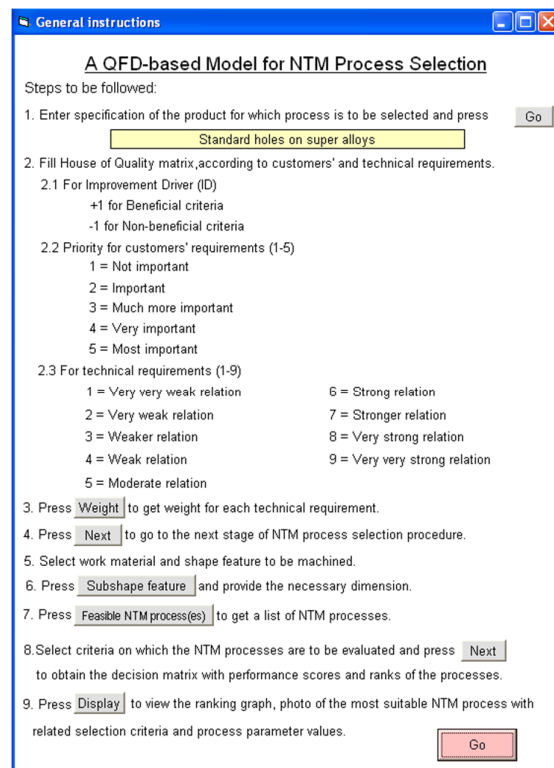 General instructions
A QFD-based Model for NTM Process Selection
Steps to be followed:
1. Enter specification of the product for which process is to be selected and press Go
Standard holes on super alloys
2. Fill House of Quality matrix,according to customers' and technical requirements.
2.1 For Improvement Driver (ID)
+1 for Beneficial criteria
-1 for Non-beneficial criteria
2.2 Priority for customers' requirements (1-5)
1 = Not important
2 = Important
3 = Much more important
4 = Very important
5 = Most important
2.3 For technical requirements (1-9)
1 = Very very weak relation 6 = Strong relation
2 = Very weak relation 7 = Stronger relation
3 = Weaker relation 8 = Very strong relation
4 = Weak relation 9 = Very very strong relation
5 = Moderate relation
3. Press Weight to get weight for each technical requirement.
4. Press Next to go to the next stage of NTM process selection procedure.
5. Select work material and shape feature to be machined.
6. Press Subshape feature and provide the necessary dimension.
7. Press Feasible NTM process(es) to get a list of NTM processes.
8.Select criteria on which the NTM processes are to be evaluated and press Next
to obtain the decision matrix with performance scores and ranks of the processes.
9. Press Display to view the ranking graph, photo of the most suitable NTM process with
related selection criteria and process parameter values.
Go